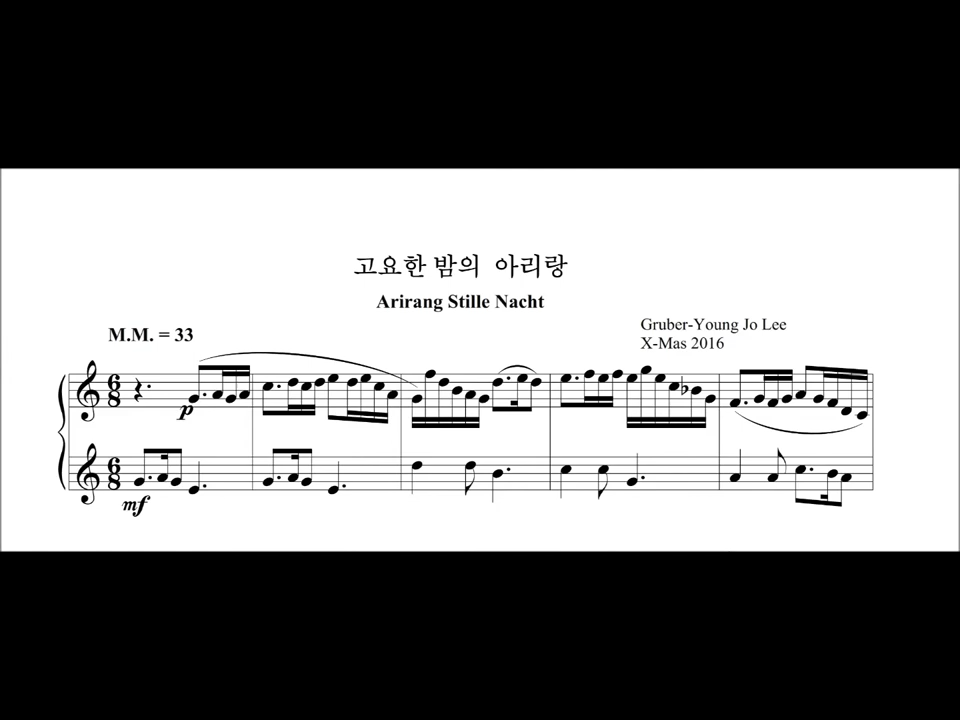 고요한 밤의 아리랑
Arirang Stille Nacht
Gruber-Young Jo Lee
M.M. = 33
X-Mas 2016
6
8
p
6
8
mf